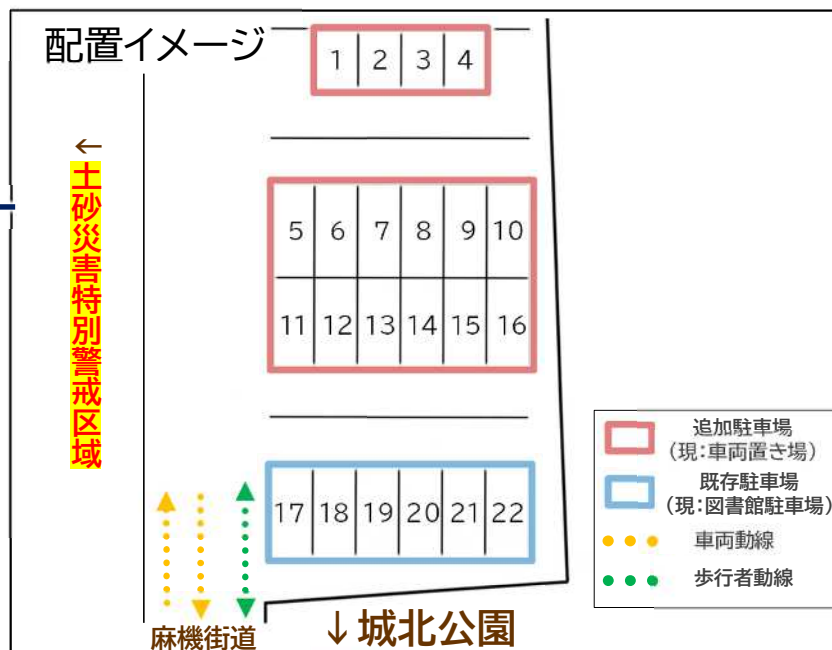 配置イメージ
1 2 3 4
←
土砂災害特別警戒区域
5 6 7 8 9 10
11 12 13 14 15 16
17 18 19 20 21 22
追加駐車場
(現:車両置き場)
既存駐車場
(現:図書館駐車場)
車両動線
歩行者動線
麻機街道
↓城北公園